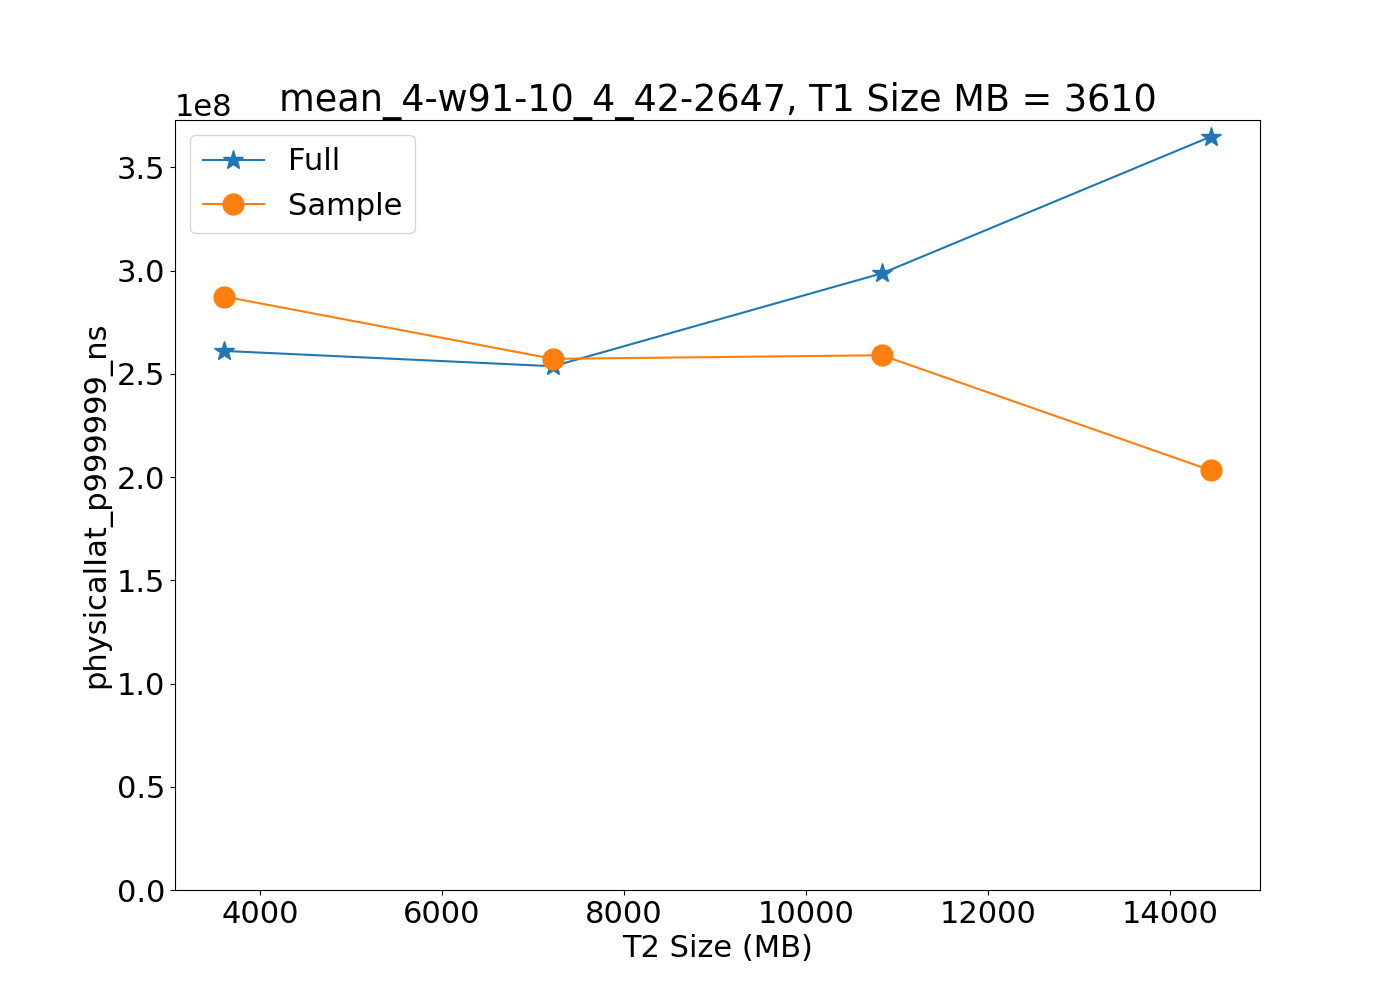 mean_4-w91-10_4_42-2647, T1 Size MB = 3610
1e8
Full
Sample
3.5
3.0
2.5
2.0
1.5
1.0
0.5
0.0
physicallat_p999999_ns
4000
6000
8000
10000
12000
14000
T2 Size (MB)